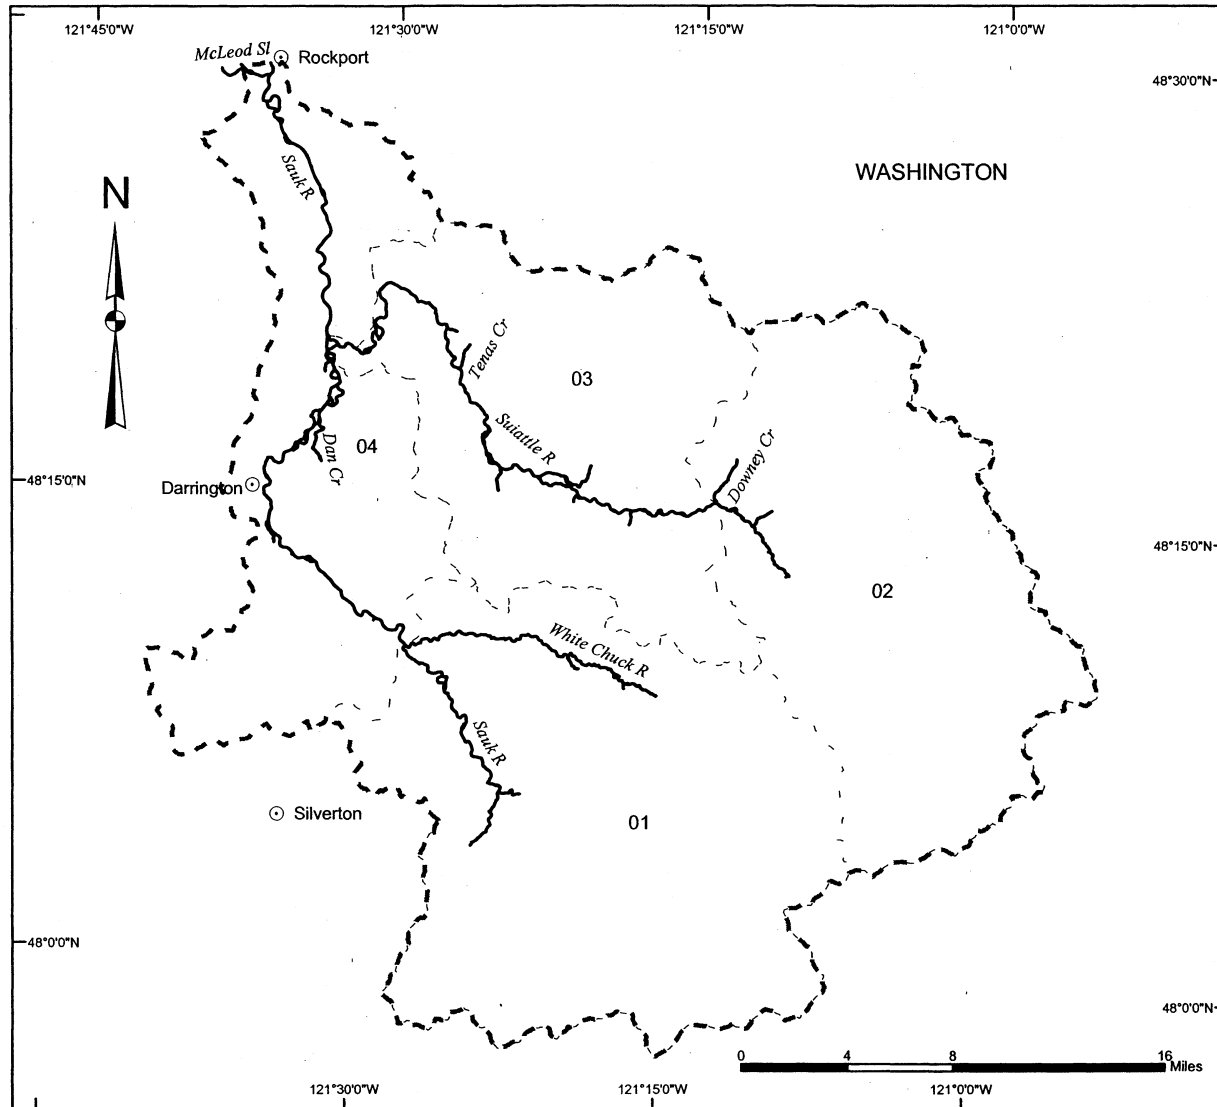 121°45'0"W
121°30'0"W
121°15'0"W
121°0'0"W
McLeod Sl
Rockport
48°30'0"N
WASHINGTON
Sauk R
N
Tenas Cr
03
Suiattle R
Dan Cr
04
Downey Cr
48°15'0"N
Darrington
48°15'0"N
02
White Chuck R
Sauk R
Silverton
01
48°0'0"N
48°0'0"N
0
4
8
16
Miles
121°30'0"W
121°15'0"W
121°0'0"W